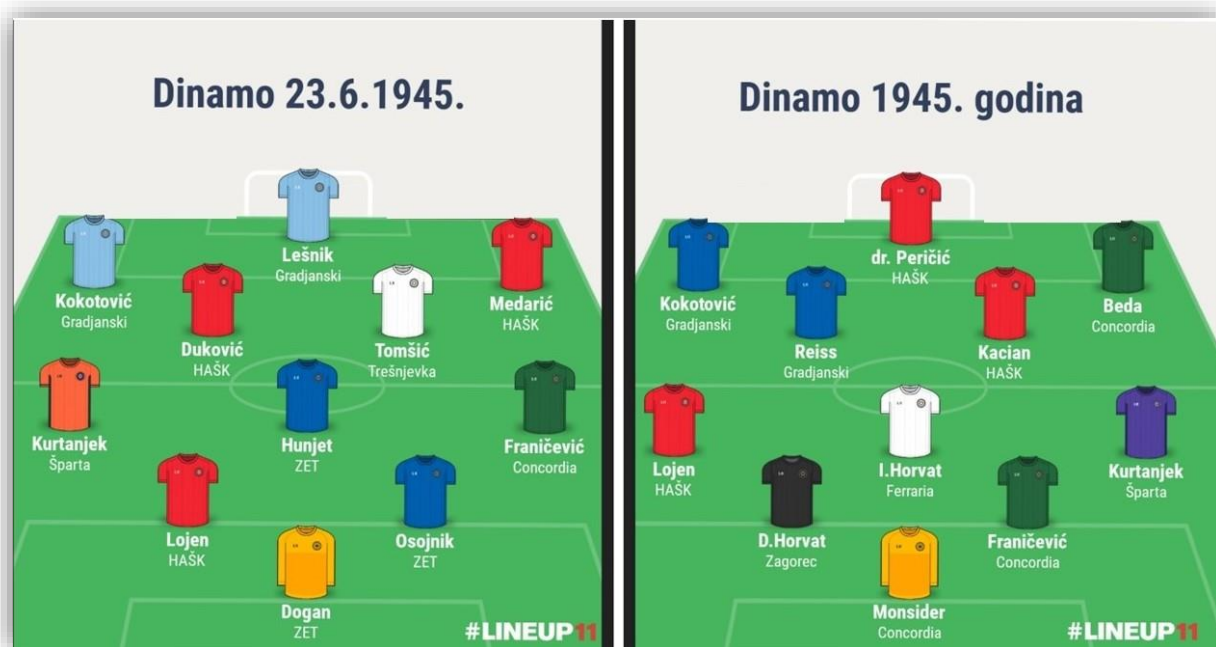 Dinamo 23.6.1945.
Lešnik
Gradjanski
Kokotović
Gradjanski
Medarić
HAŠK
Duković
HAŠK
Tomšić
Trešnjevka
Kurtanjek
Šparta
Hunjet
ZET
Franičević
Concordia
Lojen
HAŠK
Osojnik
ZET
Dogan
ZET
#LINEUP11
Dinamo 1945. godina
dr. Peričić
HAŠK
Kokotović
Gradjanski
Beda
Concordia
Reiss
Gradjanski
Kacian
HAŠK
Lojen
HAŠK
I.Horvat
Ferraria
Kurtanjek
Šparta
D.Horvat
Zagorec
Franičević
Concordia
Monsider
Concordia
#LINEUP11